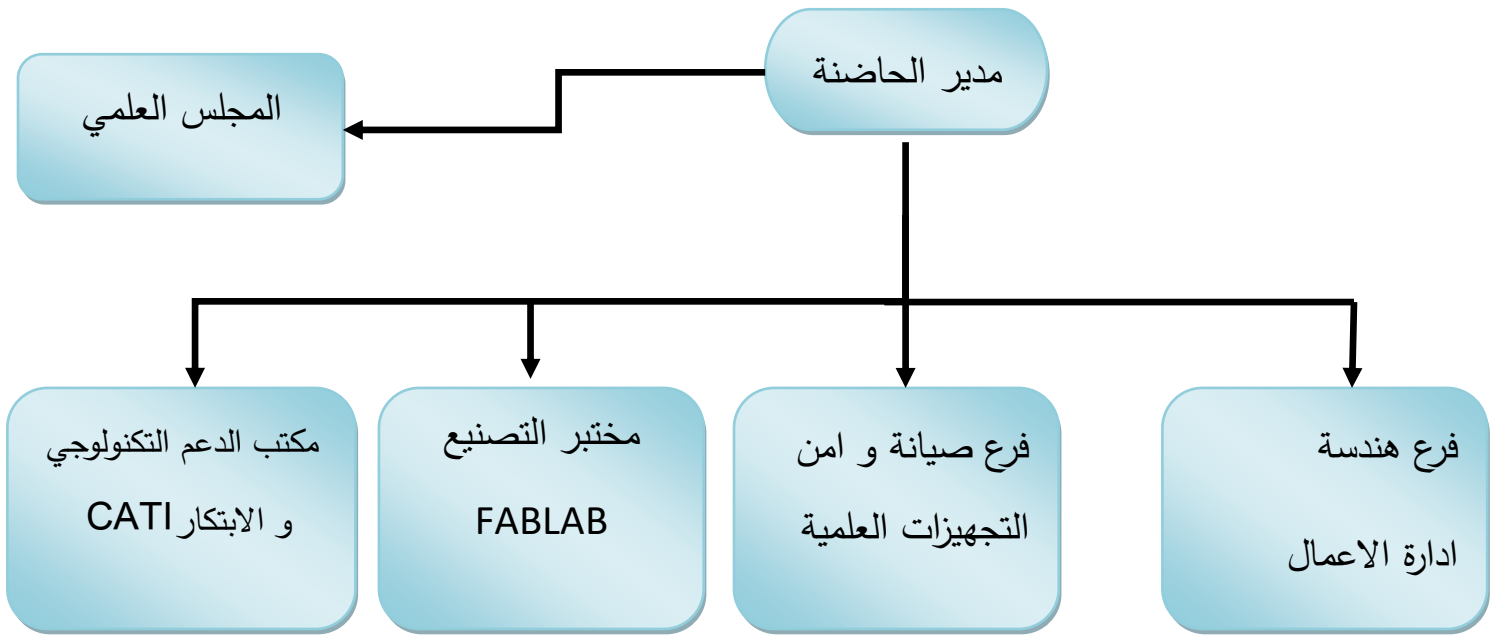 مدير الحاضنة
المجلس العلمي
فرع هندسة
ادارة الاعمال
فرع صيانة و امن
التجهيزات العلمية
مختبر التصنيع
FABLAB
مكتب الدعم التكنولوجي
و الابتكار CATI